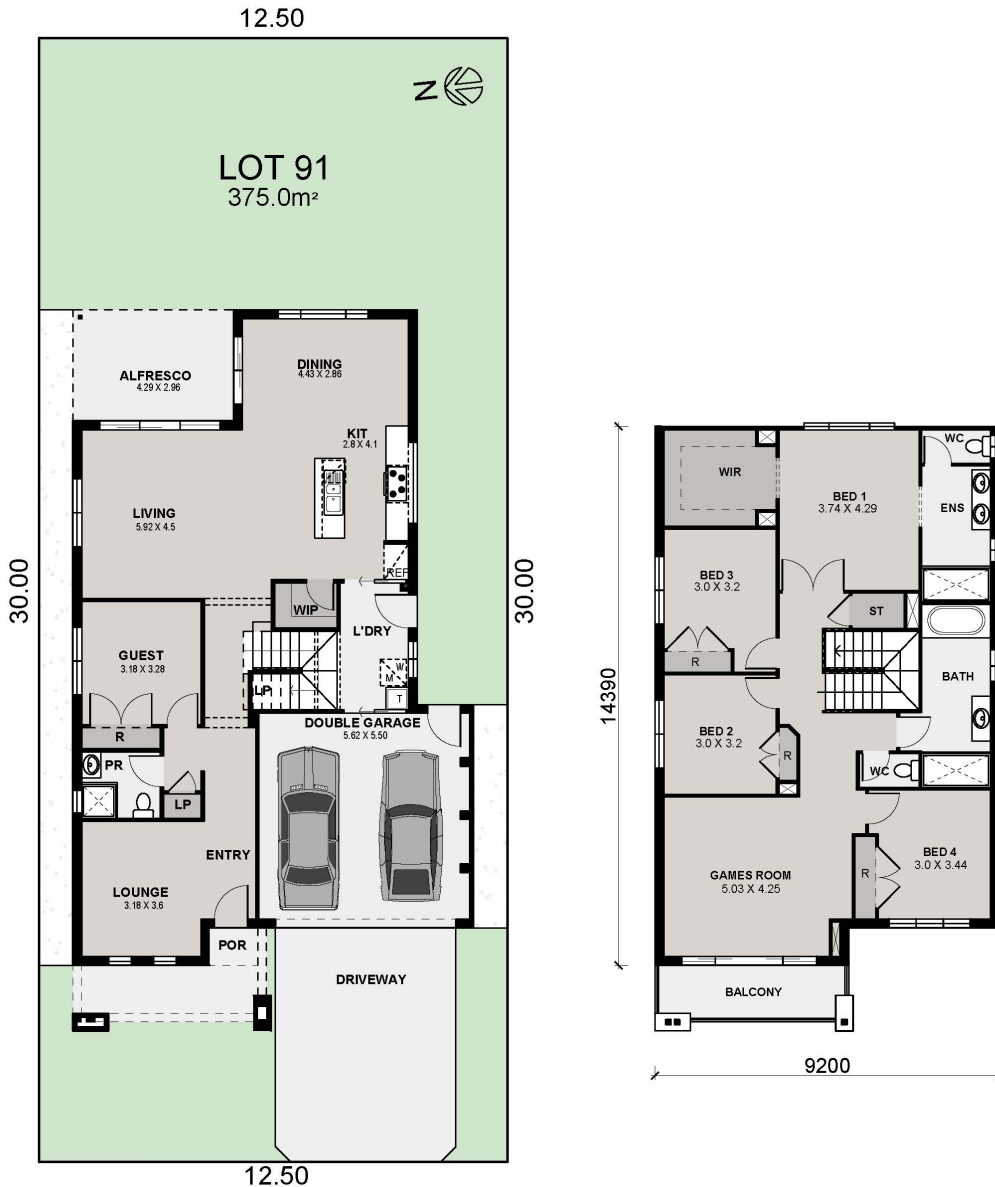 12.50
N
LOT 91
375.0m²
30.00
30.00
ALFRESCO
4.29 X 2.96
DINING
4.43 X 2.86
KIT
2.8 X 4.1
LIVING
5.92 X 4.5
REF
WIP
L'DRY
GUEST
3.18 X 3.28
W
M
T
LP
R
DOUBLE GARAGE
5.62 X 5.50
PR
LP
ENTRY
LOUNGE
3.18 X 3.6
POR
DRIVEWAY
12.50
14390
WIR
BED 1
3.74 X 4.29
WC
ENS
BED 3
3.0 X 3.2
R
ST
BATH
BED 2
3.0 X 3.2
R
WC
GAMES ROOM
5.03 X 4.25
R
BED 4
3.0 X 3.44
BALCONY
9200